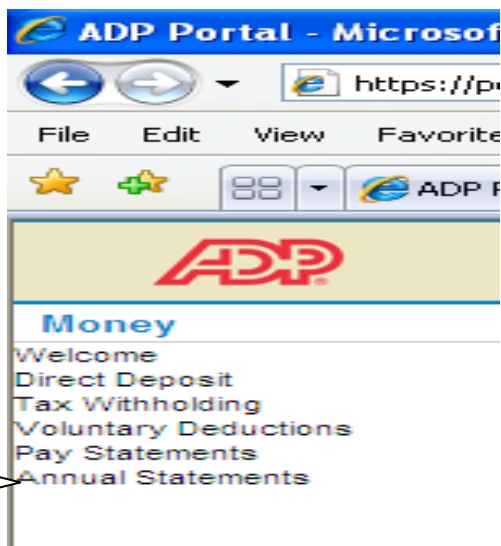 ADP Portal - Microsof
https://p
File Edit View Favorite
ADP
ADP
Money
Welcome
Direct Deposit
Tax Withholding
Voluntary Deductions
Pay Statements
Annual Statements